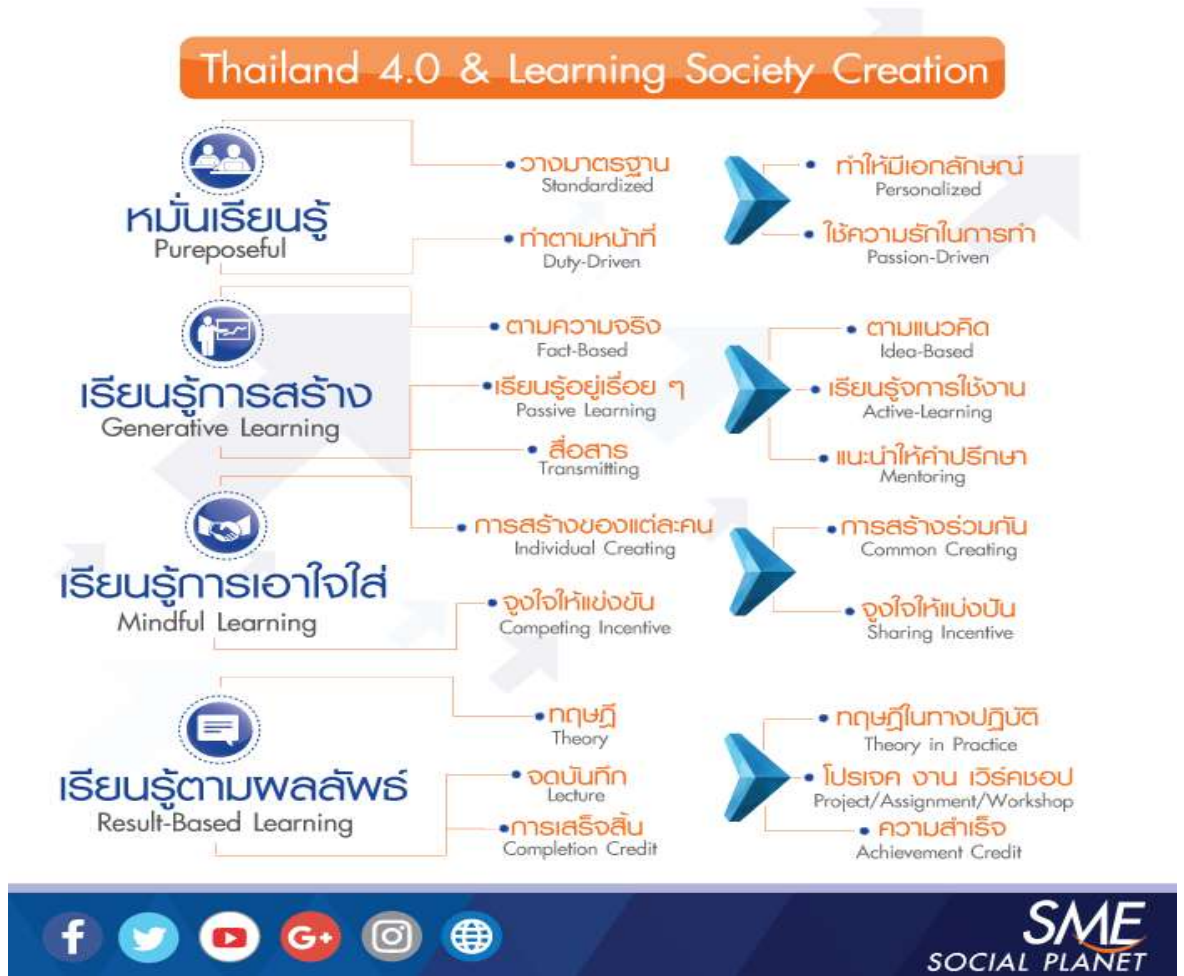 Thailand 4.0 & Learning Society Creation
หมั่นเรียนรู้
Pureposeful
วางมาตรฐาน
Standardized
ทำตามหน้าที่
Duty-Driven
ทำให้มีเอกลักษณ์
Personalized
ใช้ความรักในการทำ
Passion-Driven
เรียนรู้การสร้าง
Generative Learning
ตามความจริง
Fact-Based
เรียนรู้อยู่เรื่อย ๆ
Passive Learning
สื่อสาร
Transmitting
ตามแนวคิด
Idea-Based
เรียนรู้จการใช้งาน
Active-Learning
แนะนำให้คำปรึกษา
Mentoring
เรียนรู้การเอาใจใส่
Mindful Learning
การสร้างของแต่ละคน
Individual Creating
จูงใจให้แข่งขัน
Competing Incentive
การสร้างร่วมกัน
Common Creating
จูงใจให้แบ่งปัน
Sharing Incentive
เรียนรู้ตามผลลัพธ์
Result-Based Learning
ทฤษฎี
Theory
จดบันทึก
Lecture
การเสร็จสิ้น
Completion Credit
ทฤษฎีในทางปฏิบัติ
Theory in Practice
โปรเจค งาน เวิร์คชอป
Project/Assignment/Workshop
ความสำเร็จ
Achievement Credit
f
G+
SME
SOCIAL PLANET